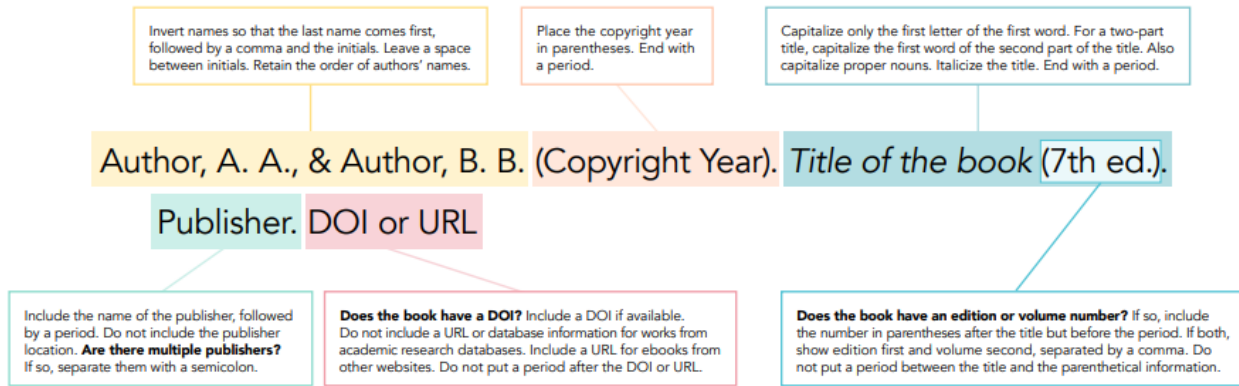 Invert names so that the last name comes first,
followed by a comma and the initials. Leave a space
between initials. Retain the order of authors' names.
Place the copyright year
in parentheses. End with
a period.
Capitalize only the first letter of the first word. For a two-part
title, capitalize the first word of the second part of the title. Also
capitalize proper nouns. Italicize the title. End with a period.
Author, A. A., & Author, B. B. (Copyright Year). Title of the book (7th ed.).
Publisher. DOI or URL
Include the name of the publisher, followed
by a period. Do not include the publisher
location. Are there multiple publishers?
If so, separate them with a semicolon.
Does the book have a DOI? Include a DOI if available.
Do not include a URL or database information for works from
academic research databases. Include a URL for ebooks from
other websites. Do not put a period after the DOI or URL.
Does the book have an edition or volume number? If so, include
the number in parentheses after the title but before the period. If both,
show edition first and volume second, separated by a comma. Do
not put a period between the title and the parenthetical information.